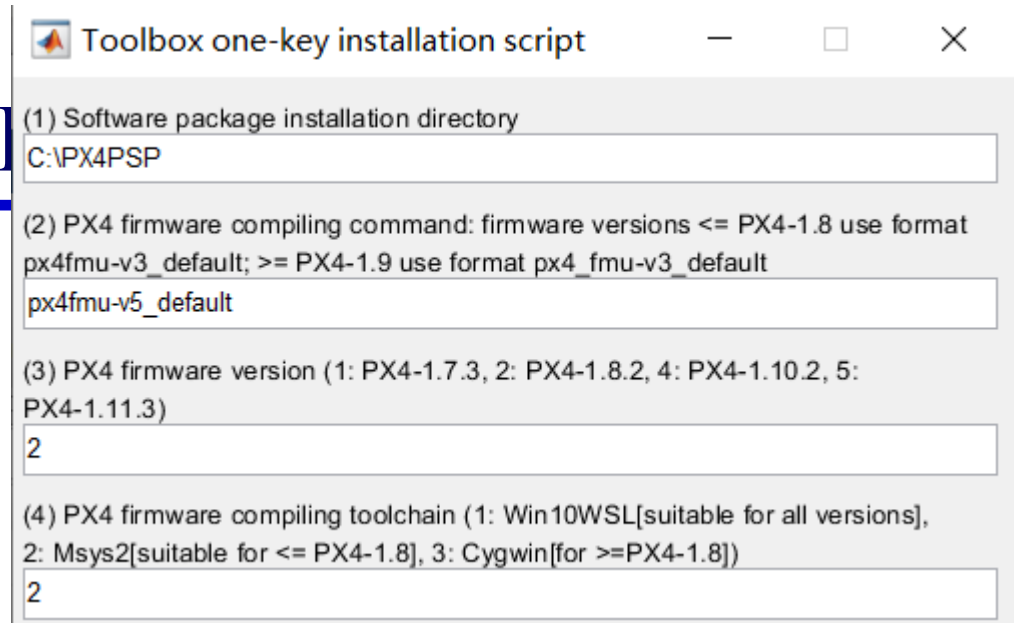 Toolbox one-key installation script
(1) Software package installation directory
C:\PX4PSP
(2) PX4 firmware compiling command: firmware versions <= PX4-1.8 use format
px4fmu-v3_default; >= PX4-1.9 use format px4_fmu-v3_default
px4fmu-v5_default
(3) PX4 firmware version (1: PX4-1.7.3, 2: PX4-1.8.2, 4: PX4-1.10.2, 5:
PX4-1.11.3)
2
(4) PX4 firmware compiling toolchain (1: Win10WSL[suitable for all versions],
2: Msys2[suitable for <= PX4-1.8], 3: Cygwin[for >=PX4-1.8])
2